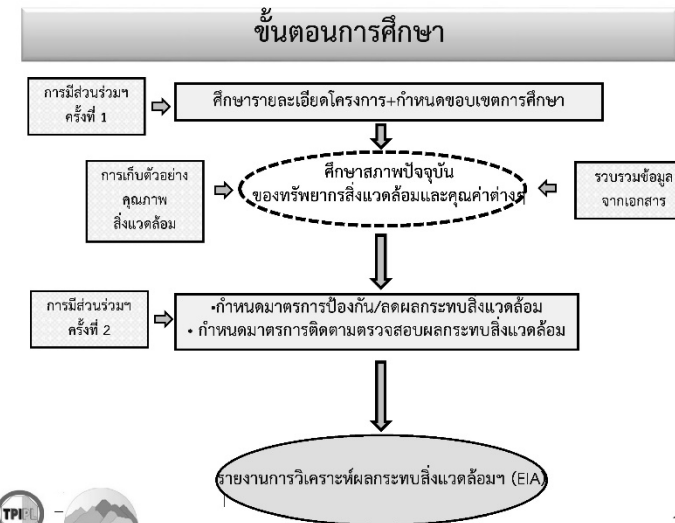 ขั้นตอนการศึกษา
การมีส่วนร่วมฯ
ครั้งที่ 1
ศึกษารายละเอียดโครงการ+กำหนดขอบเขตการศึกษา
การเก็บตัวอย่าง
คุณภาพ
สิ่งแวดล้อม
ศึกษาสภาพปัจจุบัน
ของทรัพยากรสิ่งแวดล้อมและคุณค่าต่างๆ
รวบรวมข้อมูล
จากเอกสาร
การมีส่วนร่วมฯ
ครั้งที่ 2
•กำหนดมาตรการป้องกัน/ลดผลกระทบสิ่งแวดล้อม
• กำหนดมาตรการติดตามตรวจสอบผลกระทบสิ่งแวดล้อม
รายงานการวิเคราะห์ผลกระทบสิ่งแวดล้อมฯ (EIA)
TPIPL